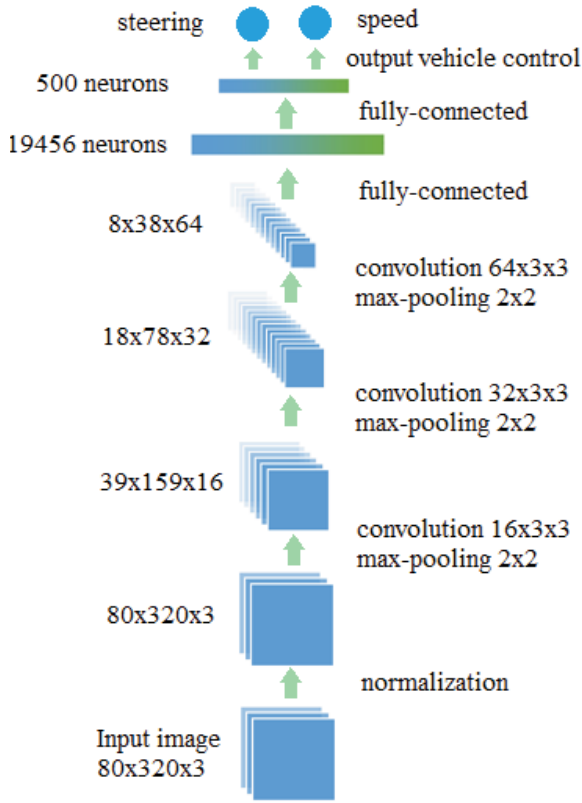 steering
speed
output vehicle control
500 neurons
fully-connected
19456 neurons
fully-connected
8x38x64
convolution 64x3x3
max-pooling 2x2
18x78x32
convolution 32x3x3
max-pooling 2x2
39x159x16
convolution 16x3x3
max-pooling 2x2
80x320x3
normalization
Input image
80x320x3